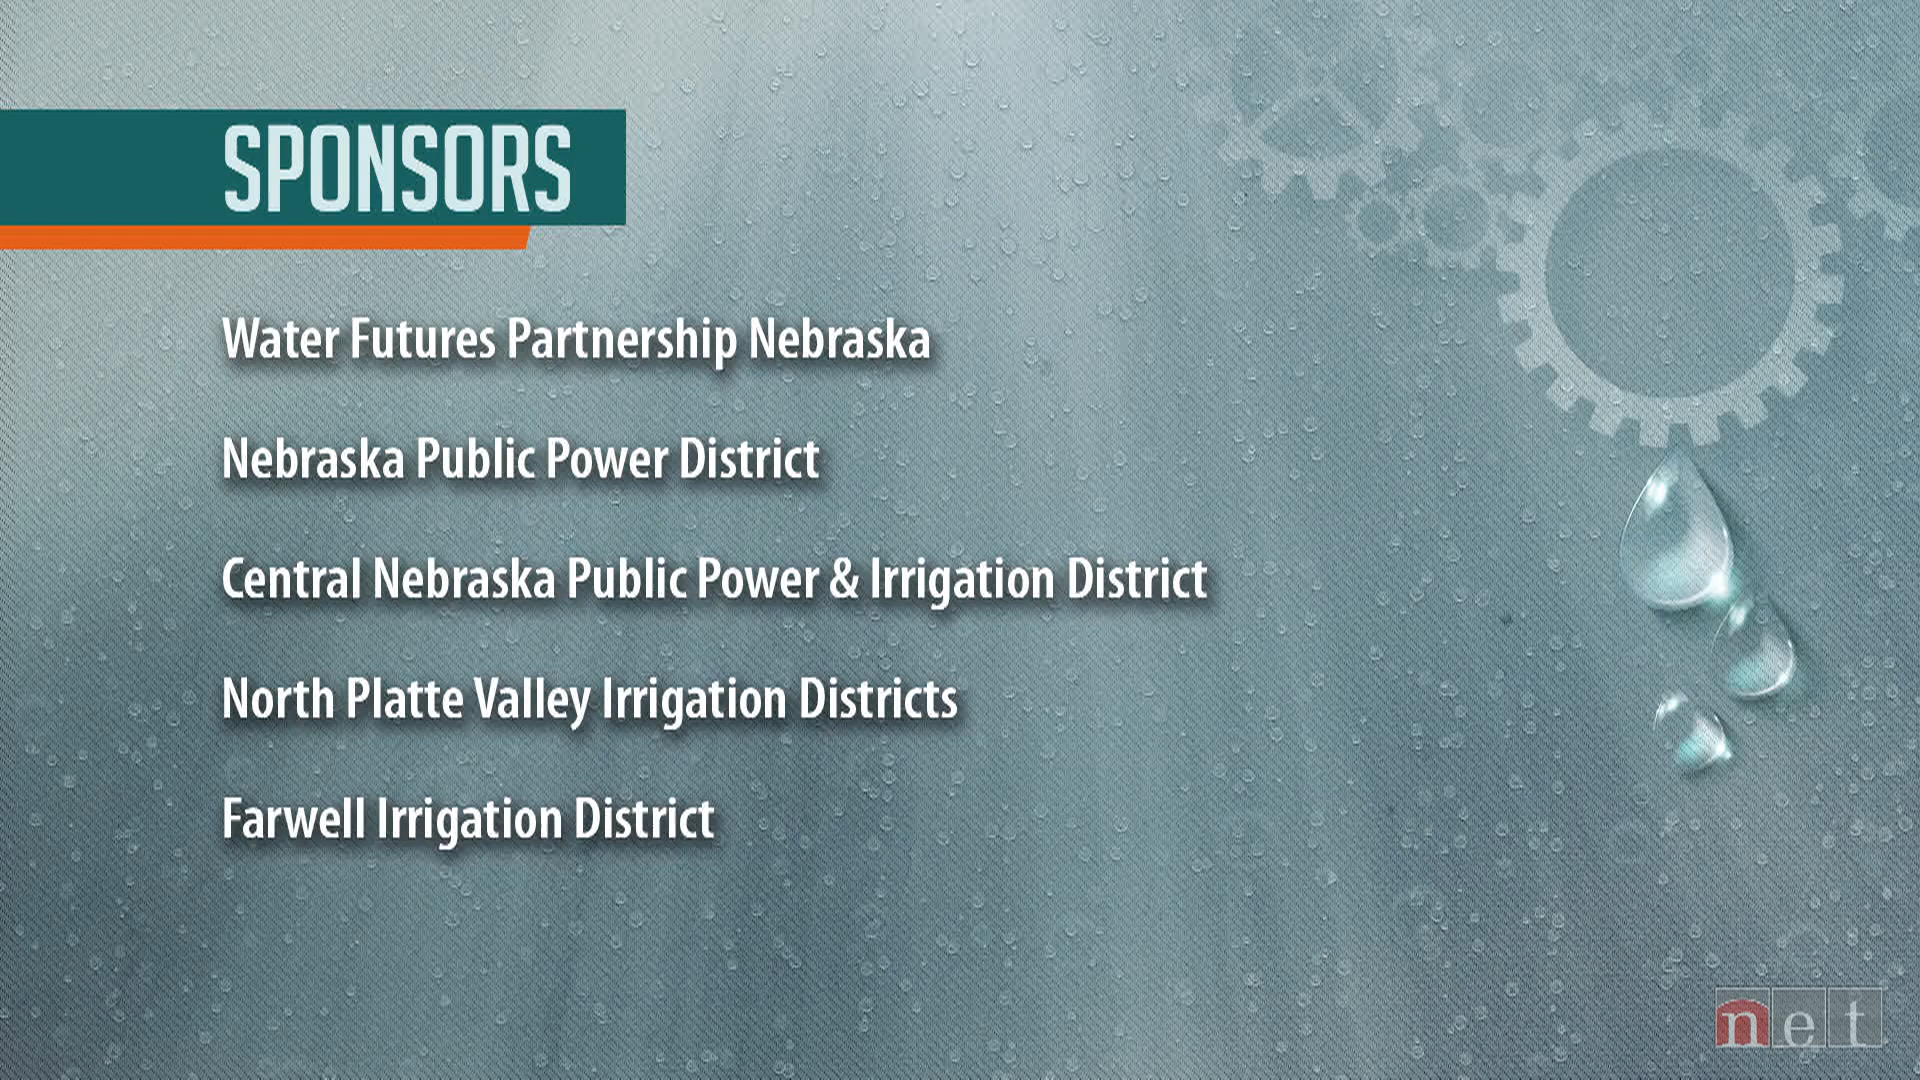 SPONSORS
Water Futures Partnership Nebraska
Nebraska Public Power District
Central Nebraska Public Power & Irrigation District
North Platte Valley Irrigation Districts
Farwell Irrigation District
net